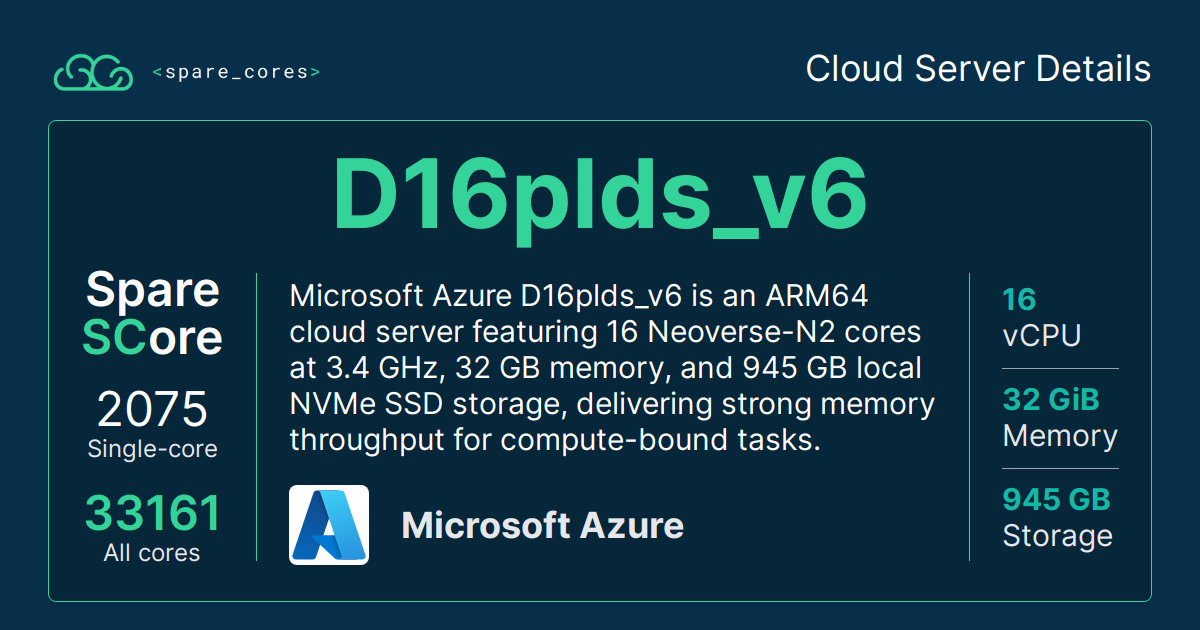 <spare_cores>
Cloud Server Details
D16plds_v6
Spare
SCore
2075
Single-core
33161
All cores
Microsoft Azure D16plds_v6 is an ARM64
cloud server featuring 16 Neoverse-N2 cores
at 3.4 GHz, 32 GB memory, and 945 GB local
NVMe SSD storage, delivering strong memory
throughput for compute-bound tasks.
Microsoft Azure
16
vCPU
32 GiB
Memory
945 GB
Storage